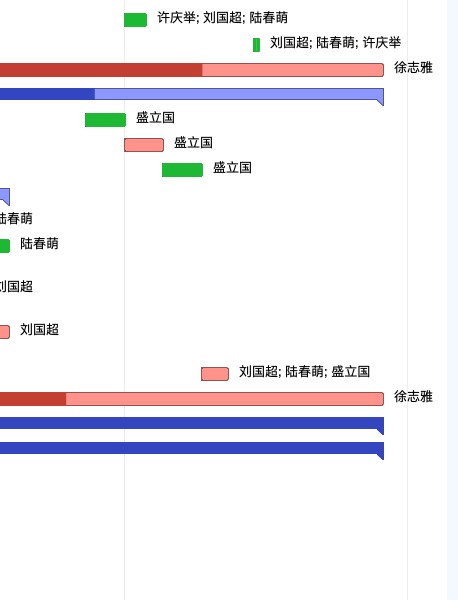 许庆举; 刘国超; 陆春萌
刘国超; 陆春萌; 许庆举
徐志雅
盛立国
盛立国
盛立国
陆春萌
陆春萌
刘国超
刘国超
刘国超; 陆春萌; 盛立国
徐志雅